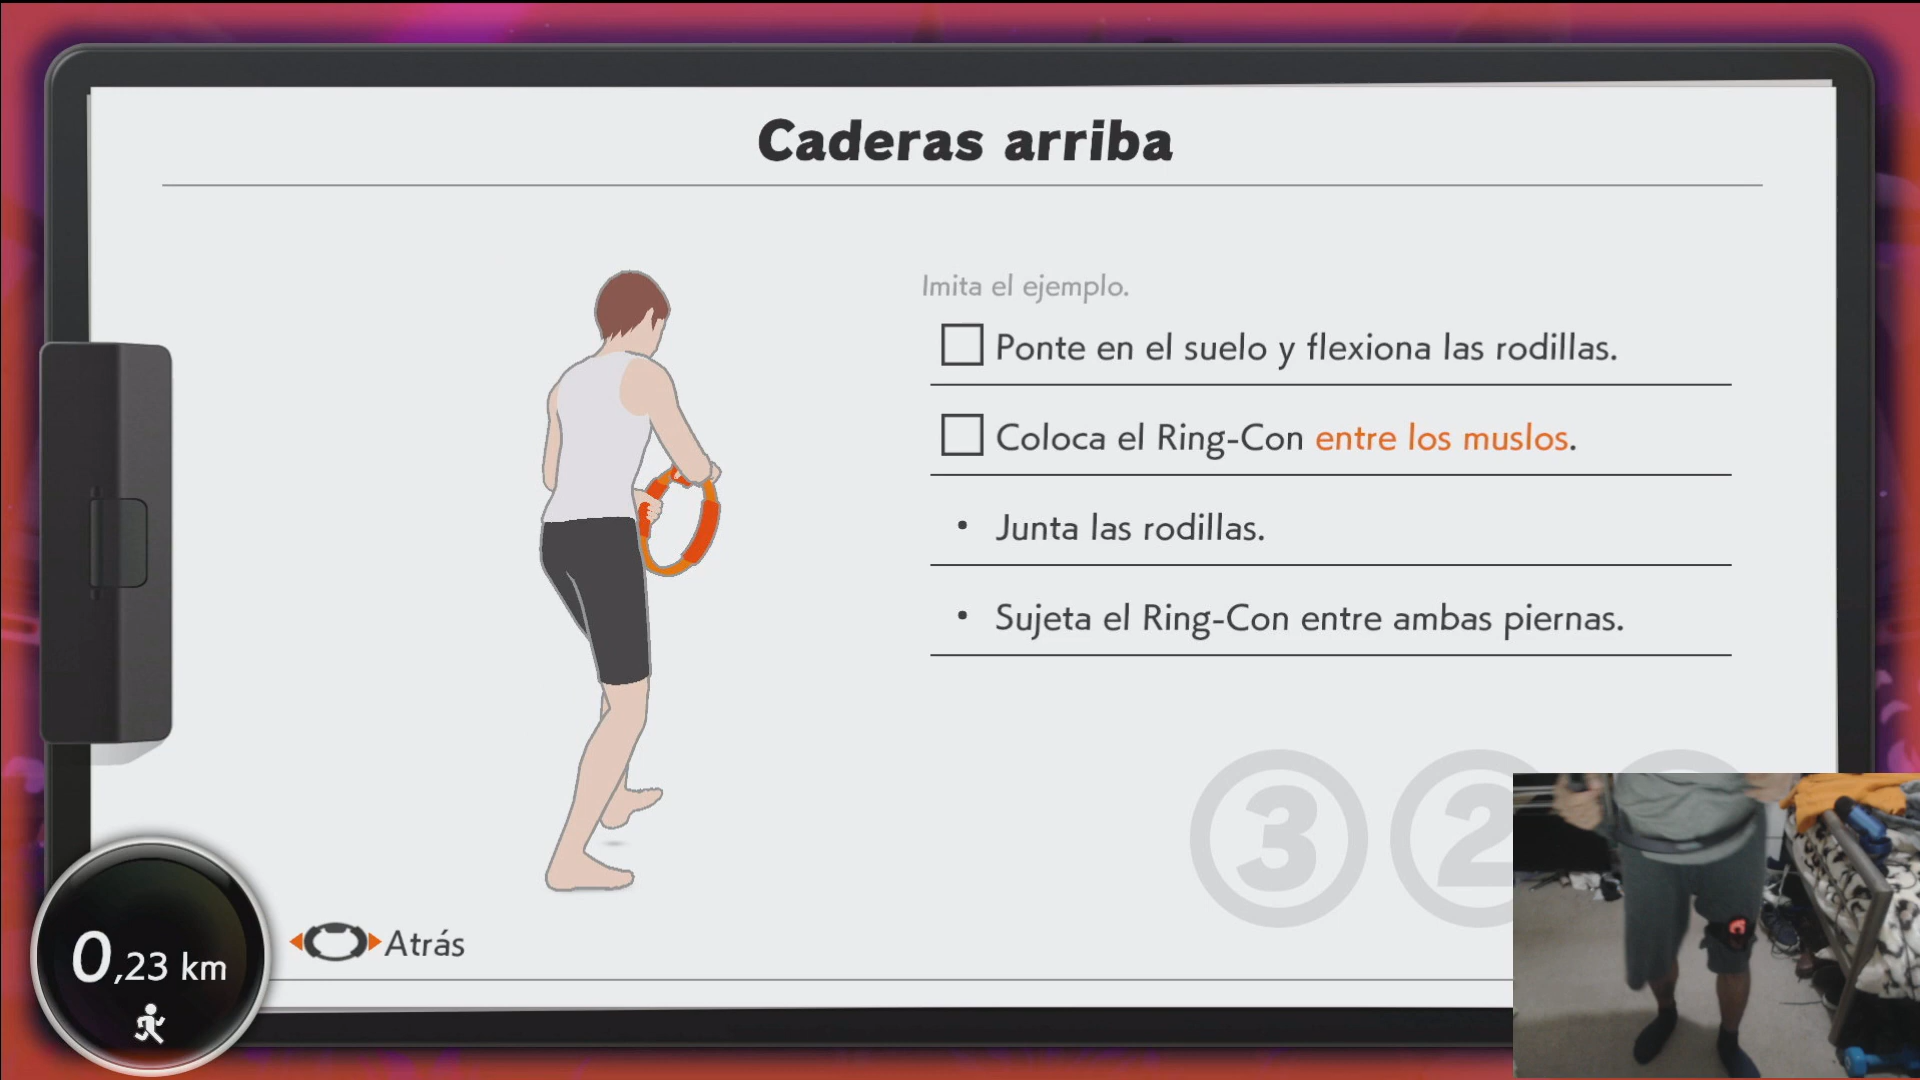 Caderas arriba
Imita el ejemplo.
Ponte en el suelo y flexiona las rodillas.
Coloca el Ring-Con entre los muslos.
• Junta las rodillas.
• Sujeta el Ring-Con entre ambas piernas.
3 2
0,23 km
Atrás